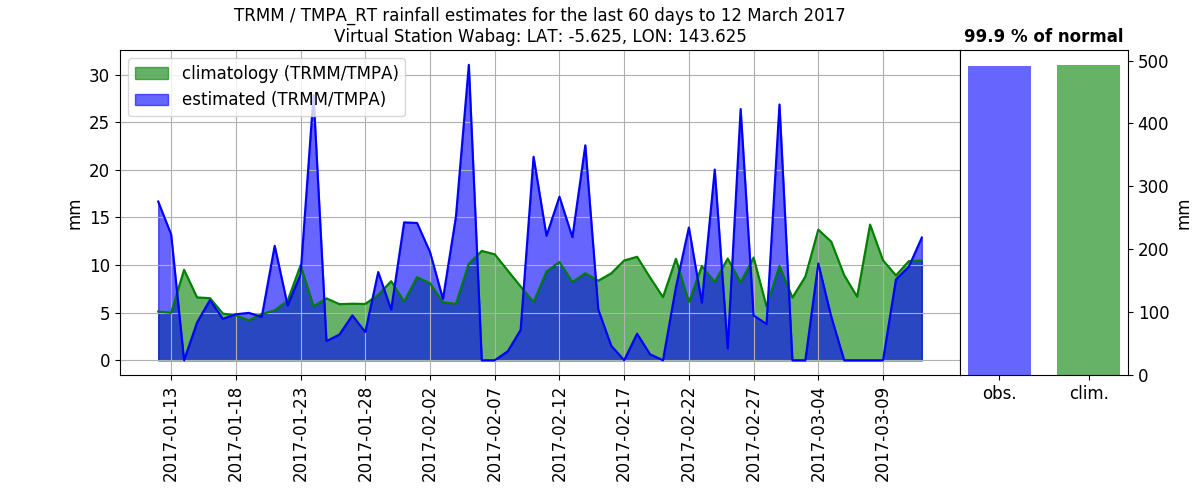 TRMM / TMPA_RT rainfall estimates for the last 60 days to 12 March 2017
Virtual Station Wabag: LAT: -5.625, LON: 143.625
99.9 % of normal
climatology (TRMM/TMPA)
estimated (TRMM/TMPA)
mm
30
25
20
15
10
5
0
2017-01-13
2017-01-18
2017-01-23
2017-01-28
2017-02-02
2017-02-07
2017-02-12
2017-02-17
2017-02-22
2017-02-27
2017-03-04
2017-03-09
500
400
300
200
100
0
mm
obs.
clim.